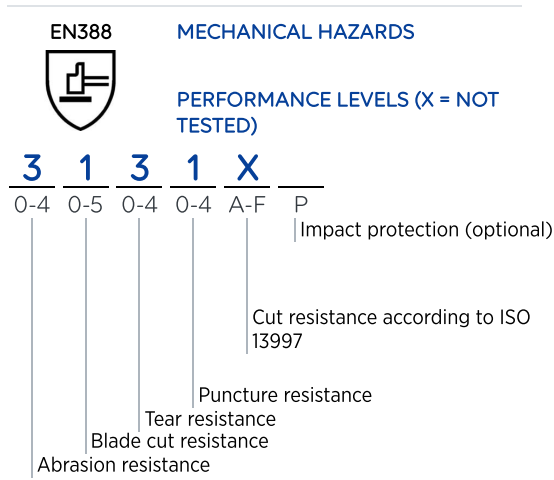 EN388
MECHANICAL HAZARDS
PERFORMANCE LEVELS (X = NOT
TESTED)
3 1 3 1 X
0-4 0-5 0-4 0-4 A-F P
Impact protection (optional)
Cut resistance according to ISO
13997
Puncture resistance
Tear resistance
Blade cut resistance
Abrasion resistance